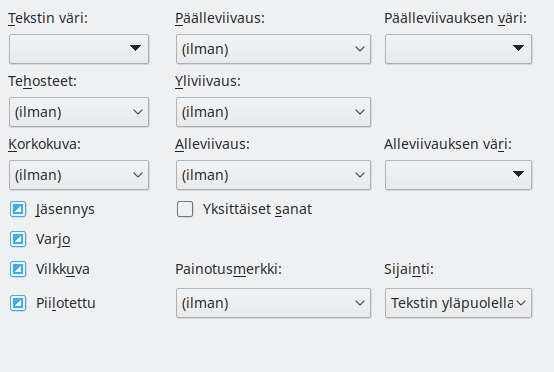 Tekstin väri: Päälleviivaus: Päälleviivauksen väri:
(ilman)
Tehosteet: Yliviivaus:
(ilman) (ilman)
Korkokuva: Alleviivaus: Alleviivauksen väri:
(ilman) (ilman)
Jäsennys Yksittäiset sanat
Varjo
Vilkkuva Painotusmerkki: Sijainti:
Piilotettu (ilman) Tekstin yläpuolella